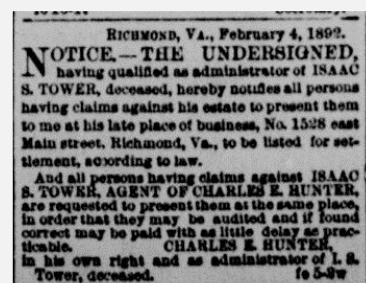 RICHMOND, VA., February 4, 1892.
NOTICE.—THE UNDERSIGNED,
having qualified as administrator of ISAAC
S. TOWER, deceased, hereby notifies all persons
having claims against his estate to present them
to me at his late place of business, No. 1528 east
Main street, Richmond, Va., to be listed for set-
tlement, according to law.
And all persons having claims against ISAAC
S. TOWER, AGENT OF CHARLES E. HUNTER,
are requested to present them at the same place,
in order that they may be audited and if found
correct may be paid with as little delay as prac-
ticable. CHARLES E. HUNTER,
in his own right and as administrator of I. S.
Tower, deceased. fe 5-2w